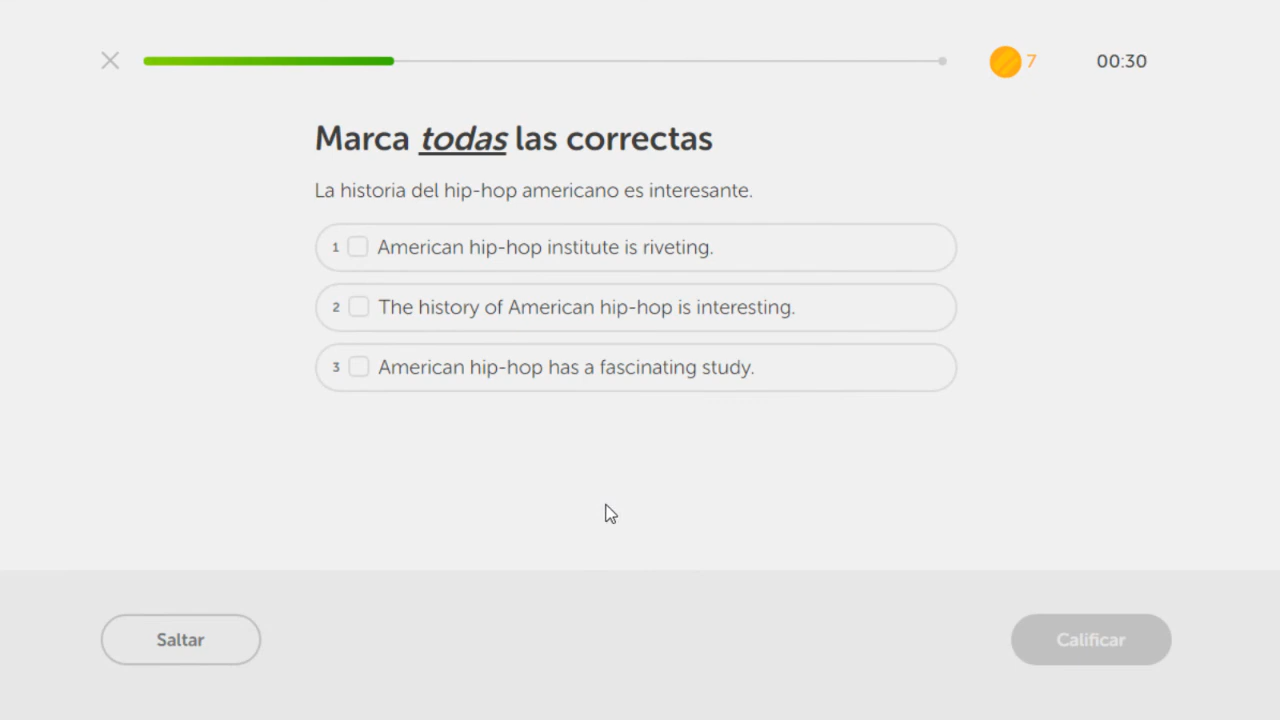 7 00:30
Marca todas las correctas
La historia del hip-hop americano es interesante.
1 American hip-hop institute is riveting.
2 The history of American hip-hop is interesting.
3 American hip-hop has a fascinating study.
Saltar Calificar